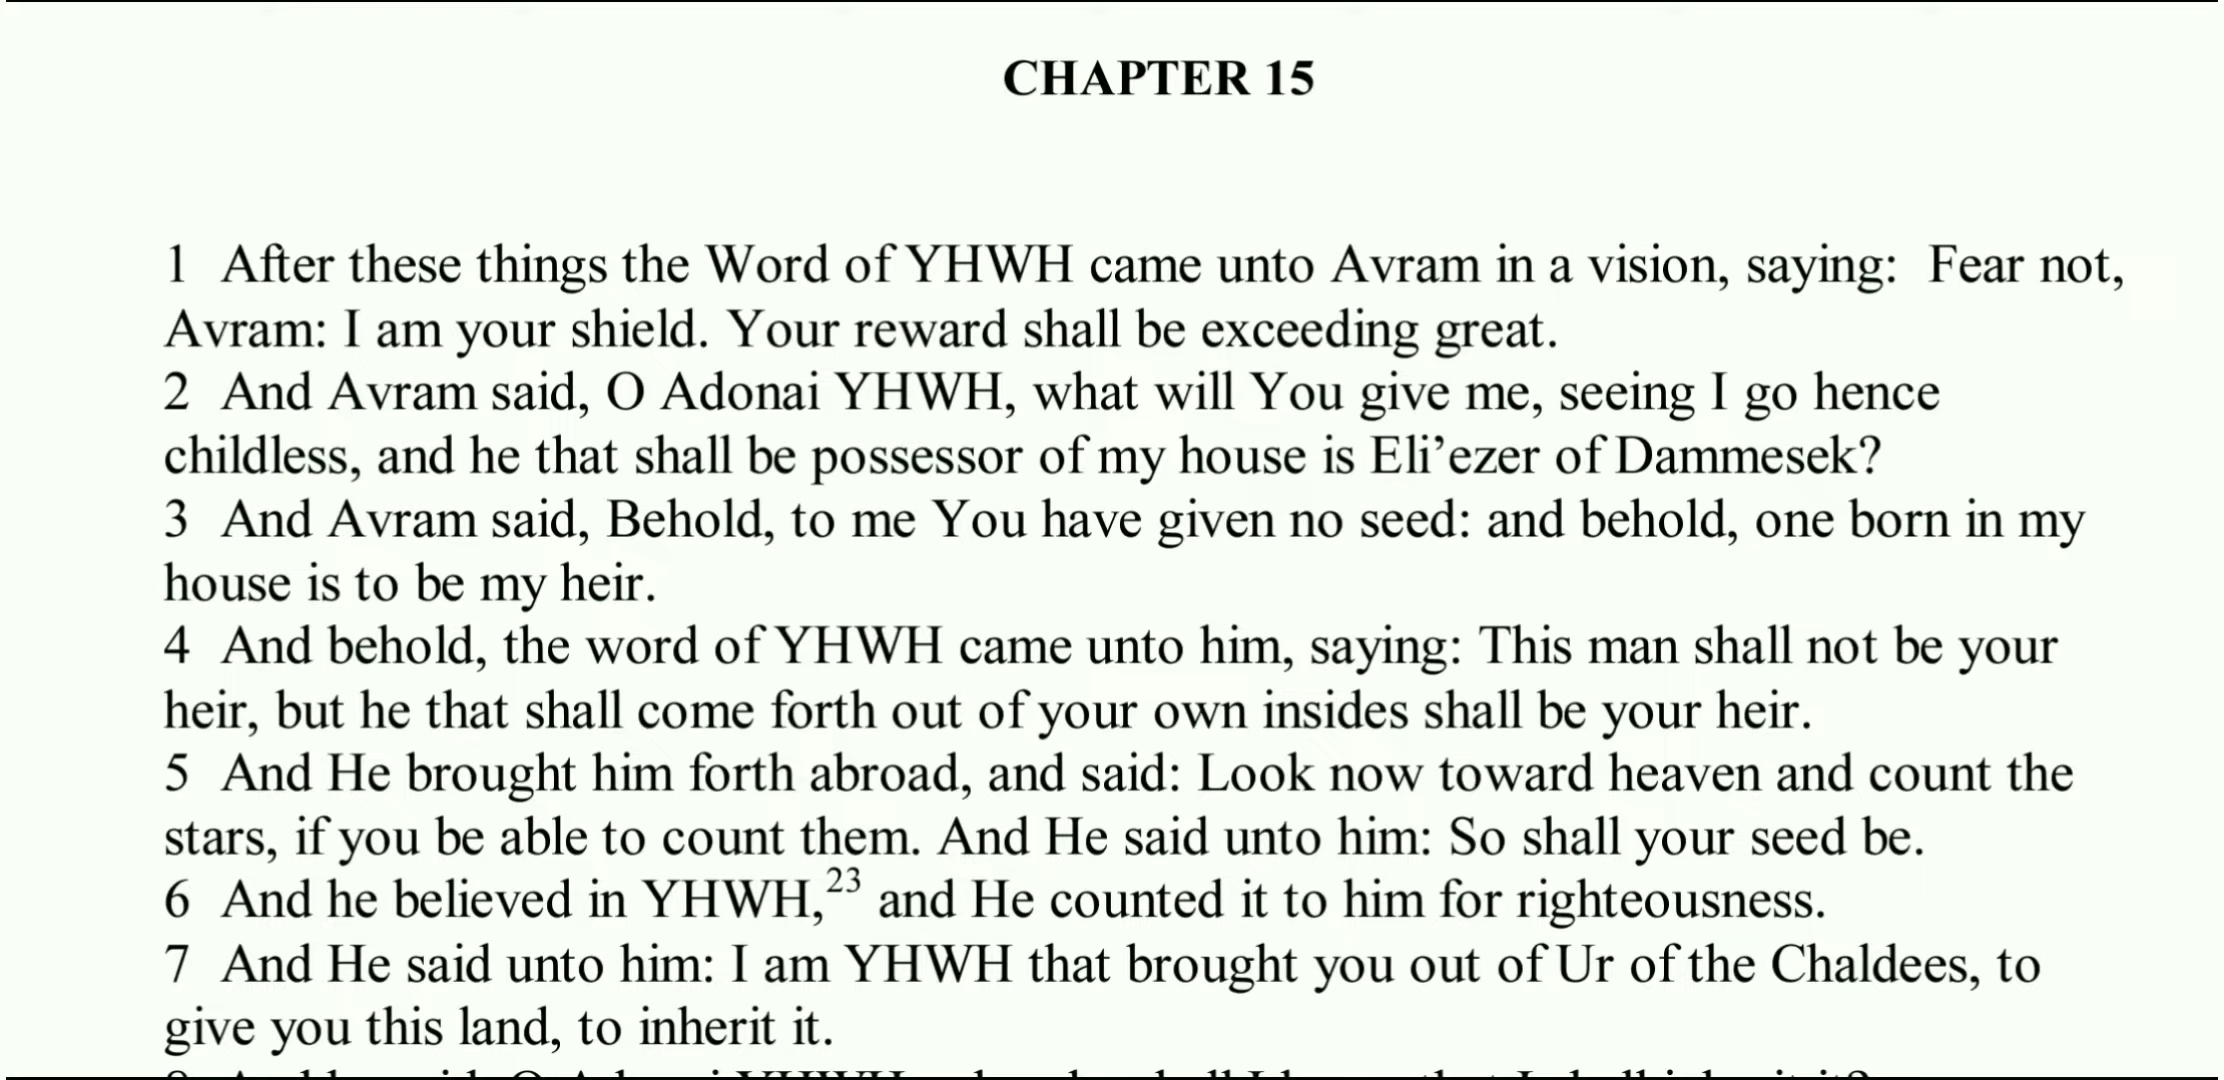 CHAPTER 15
1 After these things the Word of YHWH came unto Avram in a vision, saying: Fear not,
Avram: I am your shield. Your reward shall be exceeding great.
2 And Avram said, O Adonai YHWH, what will You give me, seeing I go hence
childless, and he that shall be possessor of my house is Eli’ezer of Dammesek?
3 And Avram said, Behold, to me You have given no seed: and behold, one born in my
house is to be my heir.
4 And behold, the word of YHWH came unto him, saying: This man shall not be your
heir, but he that shall come forth out of your own insides shall be your heir.
5 And He brought him forth abroad, and said: Look now toward heaven and count the
stars, if you be able to count them. And He said unto him: So shall your seed be.
6 And he believed in YHWH,23 and He counted it to him for righteousness.
7 And He said unto him: I am YHWH that brought you out of Ur of the Chaldees, to
give you this land, to inherit it.